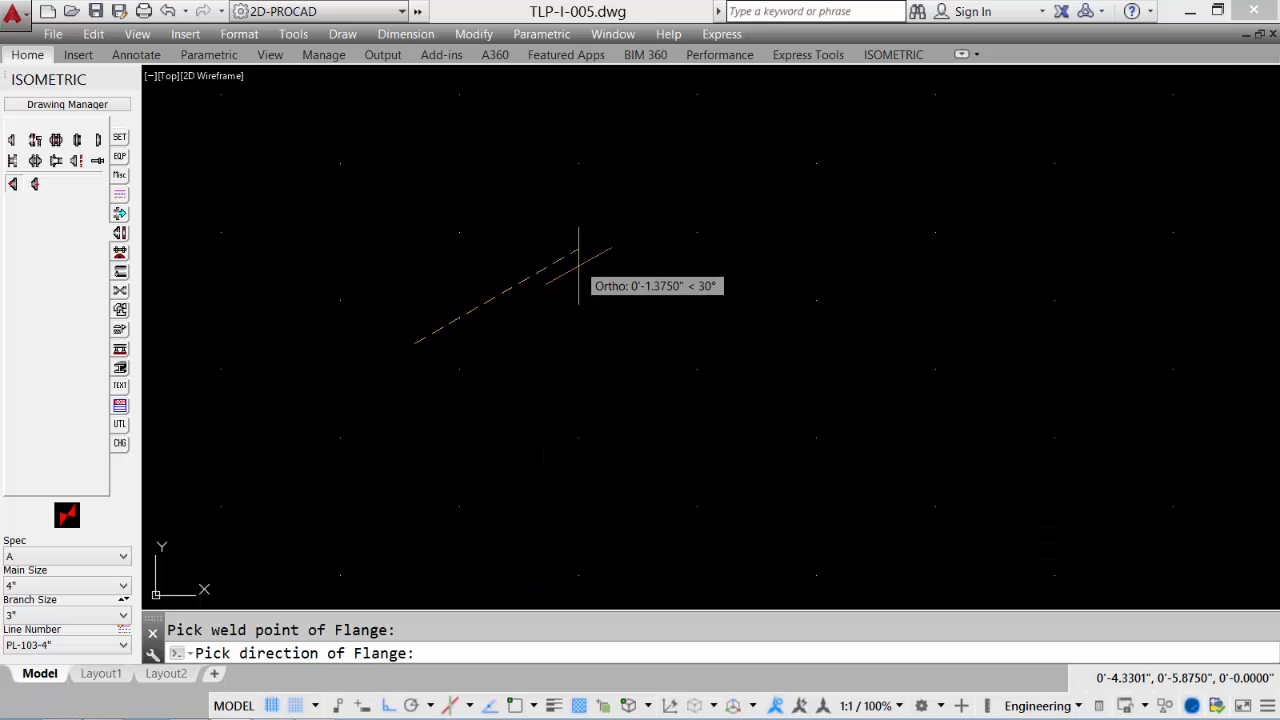 2D-PROCAD
TLP-I-005.dwg
Type a keyword or phrase
Sign In
File Edit View Insert Format Tools Draw Dimension Modify Parametric Window Help Express
Home Insert Annotate Parametric View Manage Output Add-ins A360 Featured Apps BIM 360 Performance Express Tools ISOMETRIC
ISOMETRIC
[−][Top][2D Wireframe]
Drawing Manager
SET
EQP
Misc
TEXT
UTL
CHG
Ortho: 0'-1.3750" < 30°
Spec
A
Main Size
4"
Branch Size
3"
Line Number
PL-103-4"
Y
X
Pick weld point of Flange:
Pick direction of Flange:
Model Layout1 Layout2
0'-4.3301", 0'-5.8750", 0'-0.0000"
MODEL
1:1 / 100%
Engineering